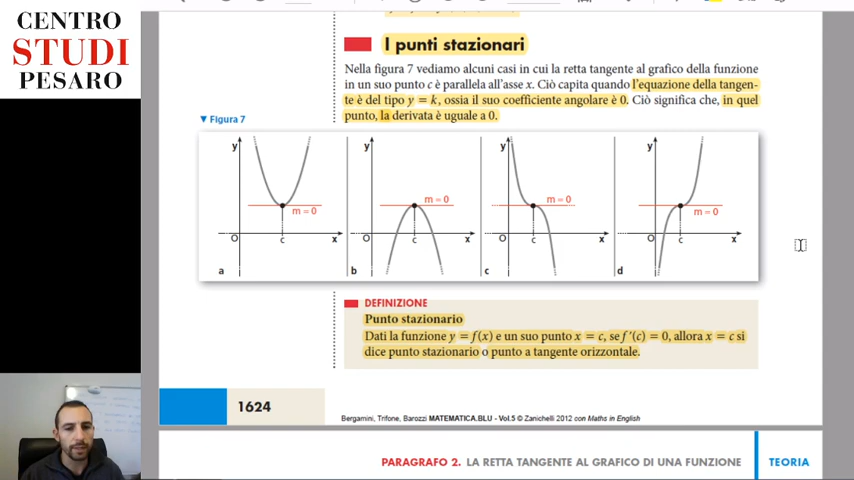 CENTRO
STUDI
PESARO
I punti stazionari
Nella figura 7 vediamo alcuni casi in cui la retta tangente al grafico della funzione
in un suo punto c è parallela all'asse x. Ciò capita quando l'equazione della tangen-
te è del tipo y = k, ossia il suo coefficiente angolare è 0. Ciò significa che, in quel
punto, la derivata è uguale a 0.
▼ Figura 7
y
m = 0
O
c
x
a
y
m = 0
O
c
x
b
y
m = 0
O
c
x
c
y
m = 0
O
c
x
d
DEFINIZIONE
Punto stazionario
Dati la funzione y = f(x) e un suo punto x = c, se f'(c) = 0, allora x = c si
dice punto stazionario o punto a tangente orizzontale.
1624
Bergamini, Trifone, Barozzi MATEMATICA.BLU - Vol.5 © Zanichelli 2012 con Maths in English
PARAGRAFO 2. LA RETTA TANGENTE AL GRAFICO DI UNA FUNZIONE
TEORIA